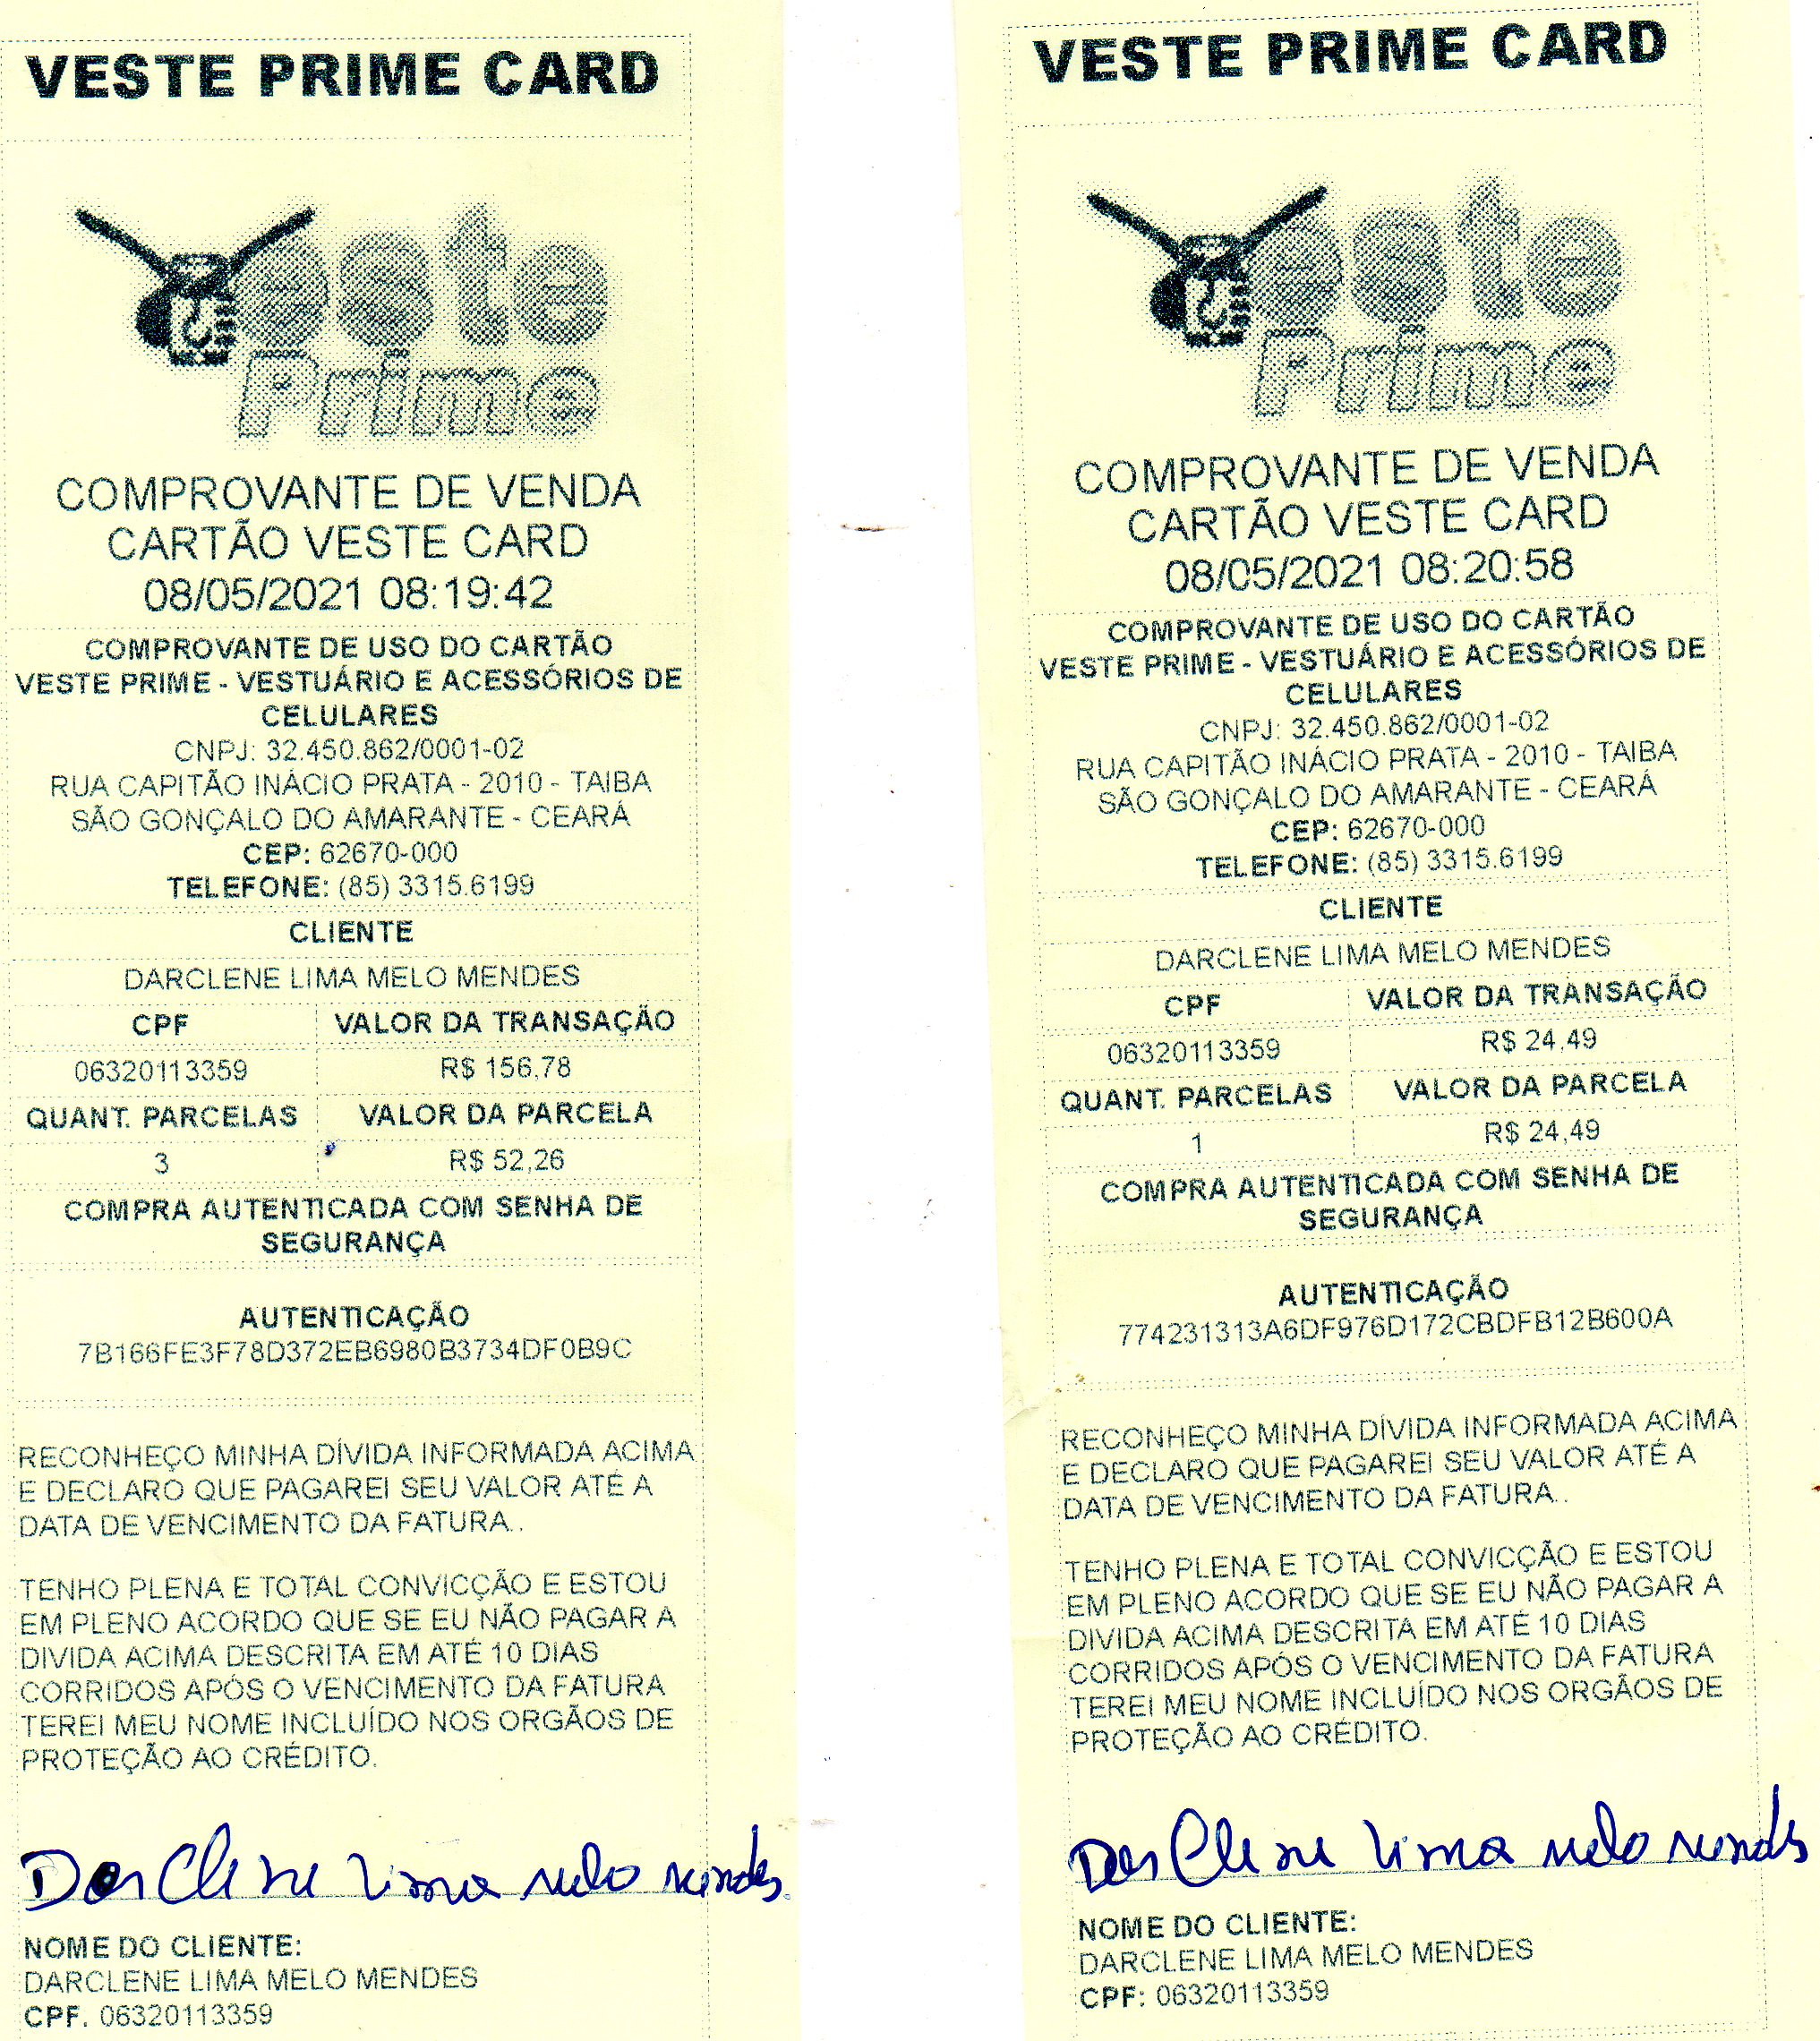 VESTE PRIME CARD
Veste
Prime
COMPROVANTE DE VENDA
CARTÃO VESTE CARD
08/05/2021 08:19:42
COMPROVANTE DE USO DO CARTÃO
VESTE PRIME - VESTUÁRIO E ACESSÓRIOS DE
CELULARES
CNPJ: 32.450.862/0001-02
RUA CAPITÃO INÁCIO PRATA - 2010 - TAIBA
SÃO GONÇALO DO AMARANTE - CEARÁ
CEP: 62670-000
TELEFONE: (85) 3315.6199
CLIENTE
DARCLENE LIMA MELO MENDES
CPF VALOR DA TRANSAÇÃO
06320113359 R$ 156,78
QUANT. PARCELAS VALOR DA PARCELA
3 R$ 52,26
COMPRA AUTENTICADA COM SENHA DE
SEGURANÇA
AUTENTICAÇÃO
7B166FE3F78D372EB6980B3734DF0B9C
RECONHEÇO MINHA DÍVIDA INFORMADA ACIMA
E DECLARO QUE PAGAREI SEU VALOR ATÉ A
DATA DE VENCIMENTO DA FATURA..
TENHO PLENA E TOTAL CONVICÇÃO E ESTOU
EM PLENO ACORDO QUE SE EU NÃO PAGAR A
DIVIDA ACIMA DESCRITA EM ATÉ 10 DIAS
CORRIDOS APÓS O VENCIMENTO DA FATURA
TEREI MEU NOME INCLUÍDO NOS ORGÃOS DE
PROTEÇÃO AO CRÉDITO.
DarClene Lima melo mendes
NOME DO CLIENTE:
DARCLENE LIMA MELO MENDES
CPF. 06320113359
VESTE PRIME CARD
Veste
Prime
COMPROVANTE DE VENDA
CARTÃO VESTE CARD
08/05/2021 08:20:58
COMPROVANTE DE USO DO CARTÃO
VESTE PRIME - VESTUÁRIO E ACESSÓRIOS DE
CELULARES
CNPJ: 32.450.862/0001-02
RUA CAPITÃO INÁCIO PRATA - 2010 - TAIBA
SÃO GONÇALO DO AMARANTE - CEARÁ
CEP: 62670-000
TELEFONE: (85) 3315.6199
CLIENTE
DARCLENE LIMA MELO MENDES
CPF VALOR DA TRANSAÇÃO
06320113359 R$ 24,49
QUANT. PARCELAS VALOR DA PARCELA
1 R$ 24,49
COMPRA AUTENTICADA COM SENHA DE
SEGURANÇA
AUTENTICAÇÃO
774231313A6DF976D172CBDFB12B600A
RECONHEÇO MINHA DÍVIDA INFORMADA ACIMA
E DECLARO QUE PAGAREI SEU VALOR ATÉ A
DATA DE VENCIMENTO DA FATURA..
TENHO PLENA E TOTAL CONVICÇÃO E ESTOU
EM PLENO ACORDO QUE SE EU NÃO PAGAR A
DIVIDA ACIMA DESCRITA EM ATÉ 10 DIAS
CORRIDOS APÓS O VENCIMENTO DA FATURA
TEREI MEU NOME INCLUÍDO NOS ORGÃOS DE
PROTEÇÃO AO CRÉDITO.
DarClene Lima melo mendes
NOME DO CLIENTE:
DARCLENE LIMA MELO MENDES
CPF: 06320113359